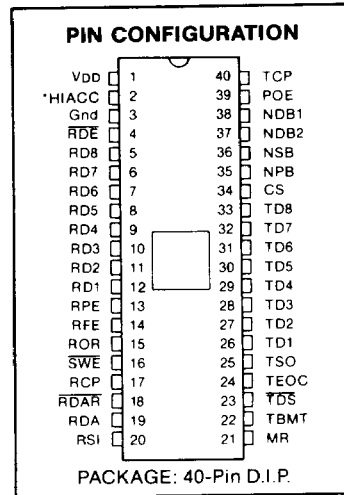 PIN CONFIGURATION
VDD 1 40 TCP
*HIACC 2 39 POE
Gnd 3 38 NDB1
RDE 4 37 NDB2
RD8 5 36 NSB
RD7 6 35 NPB
RD6 7 34 CS
RD5 8 33 TD8
RD4 9 32 TD7
RD3 10 31 TD6
RD2 11 30 TD5
RD1 12 29 TD4
RPE 13 28 TD3
RFE 14 27 TD2
ROR 15 26 TD1
SWE 16 25 TSO
RCP 17 24 TEOC
RDAR 18 23 TDS
RDA 19 22 TBMT
RSI 20 21 MR
PACKAGE: 40-Pin D.I.P.